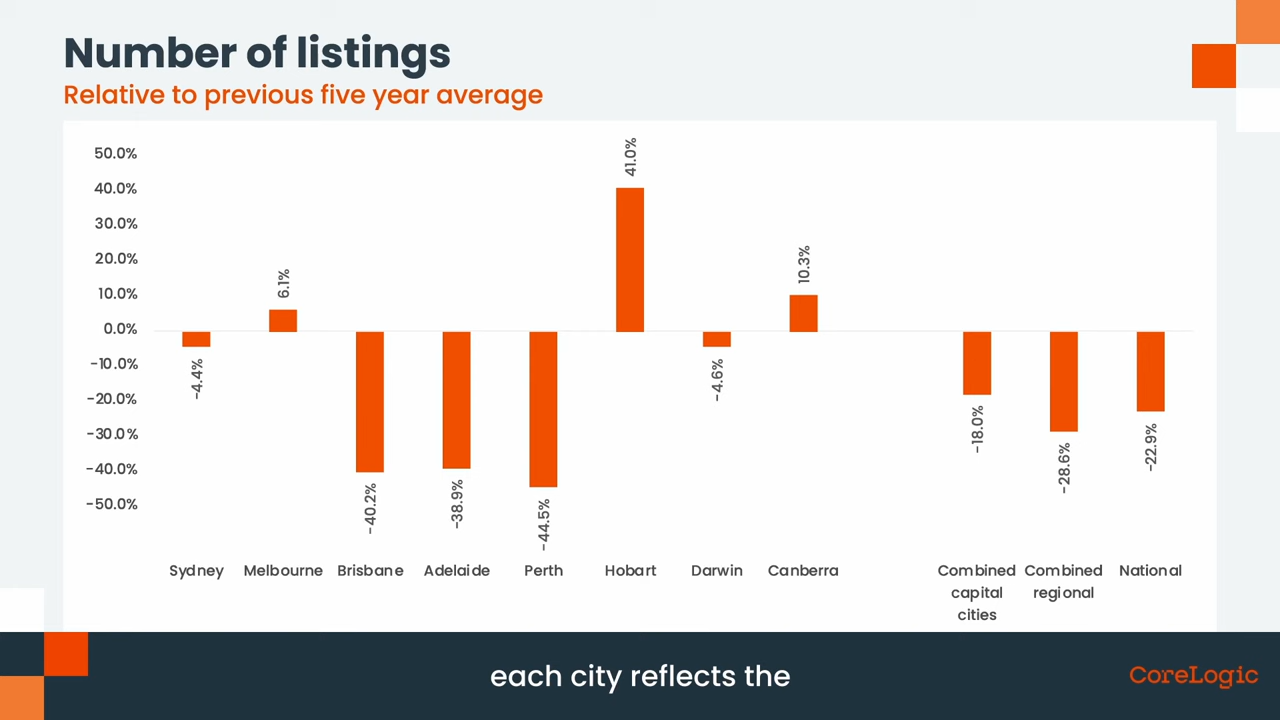 Number of listings
Relative to previous five year average
50.0%
40.0%
30.0%
20.0%
10.0%
0.0%
-10.0%
-20.0%
-30.0%
-40.0%
-50.0%
-4.4%
6.1%
-40.2%
-38.9%
-44.5%
41.0%
-4.6%
10.3%
-18.0%
-28.6%
-22.9%
Sydney
Melbourne
Brisbane
Adelaide
Perth
Hobart
Darwin
Canberra
Combined
capital
cities
Combined
regional
National
each city reflects the
CoreLogic